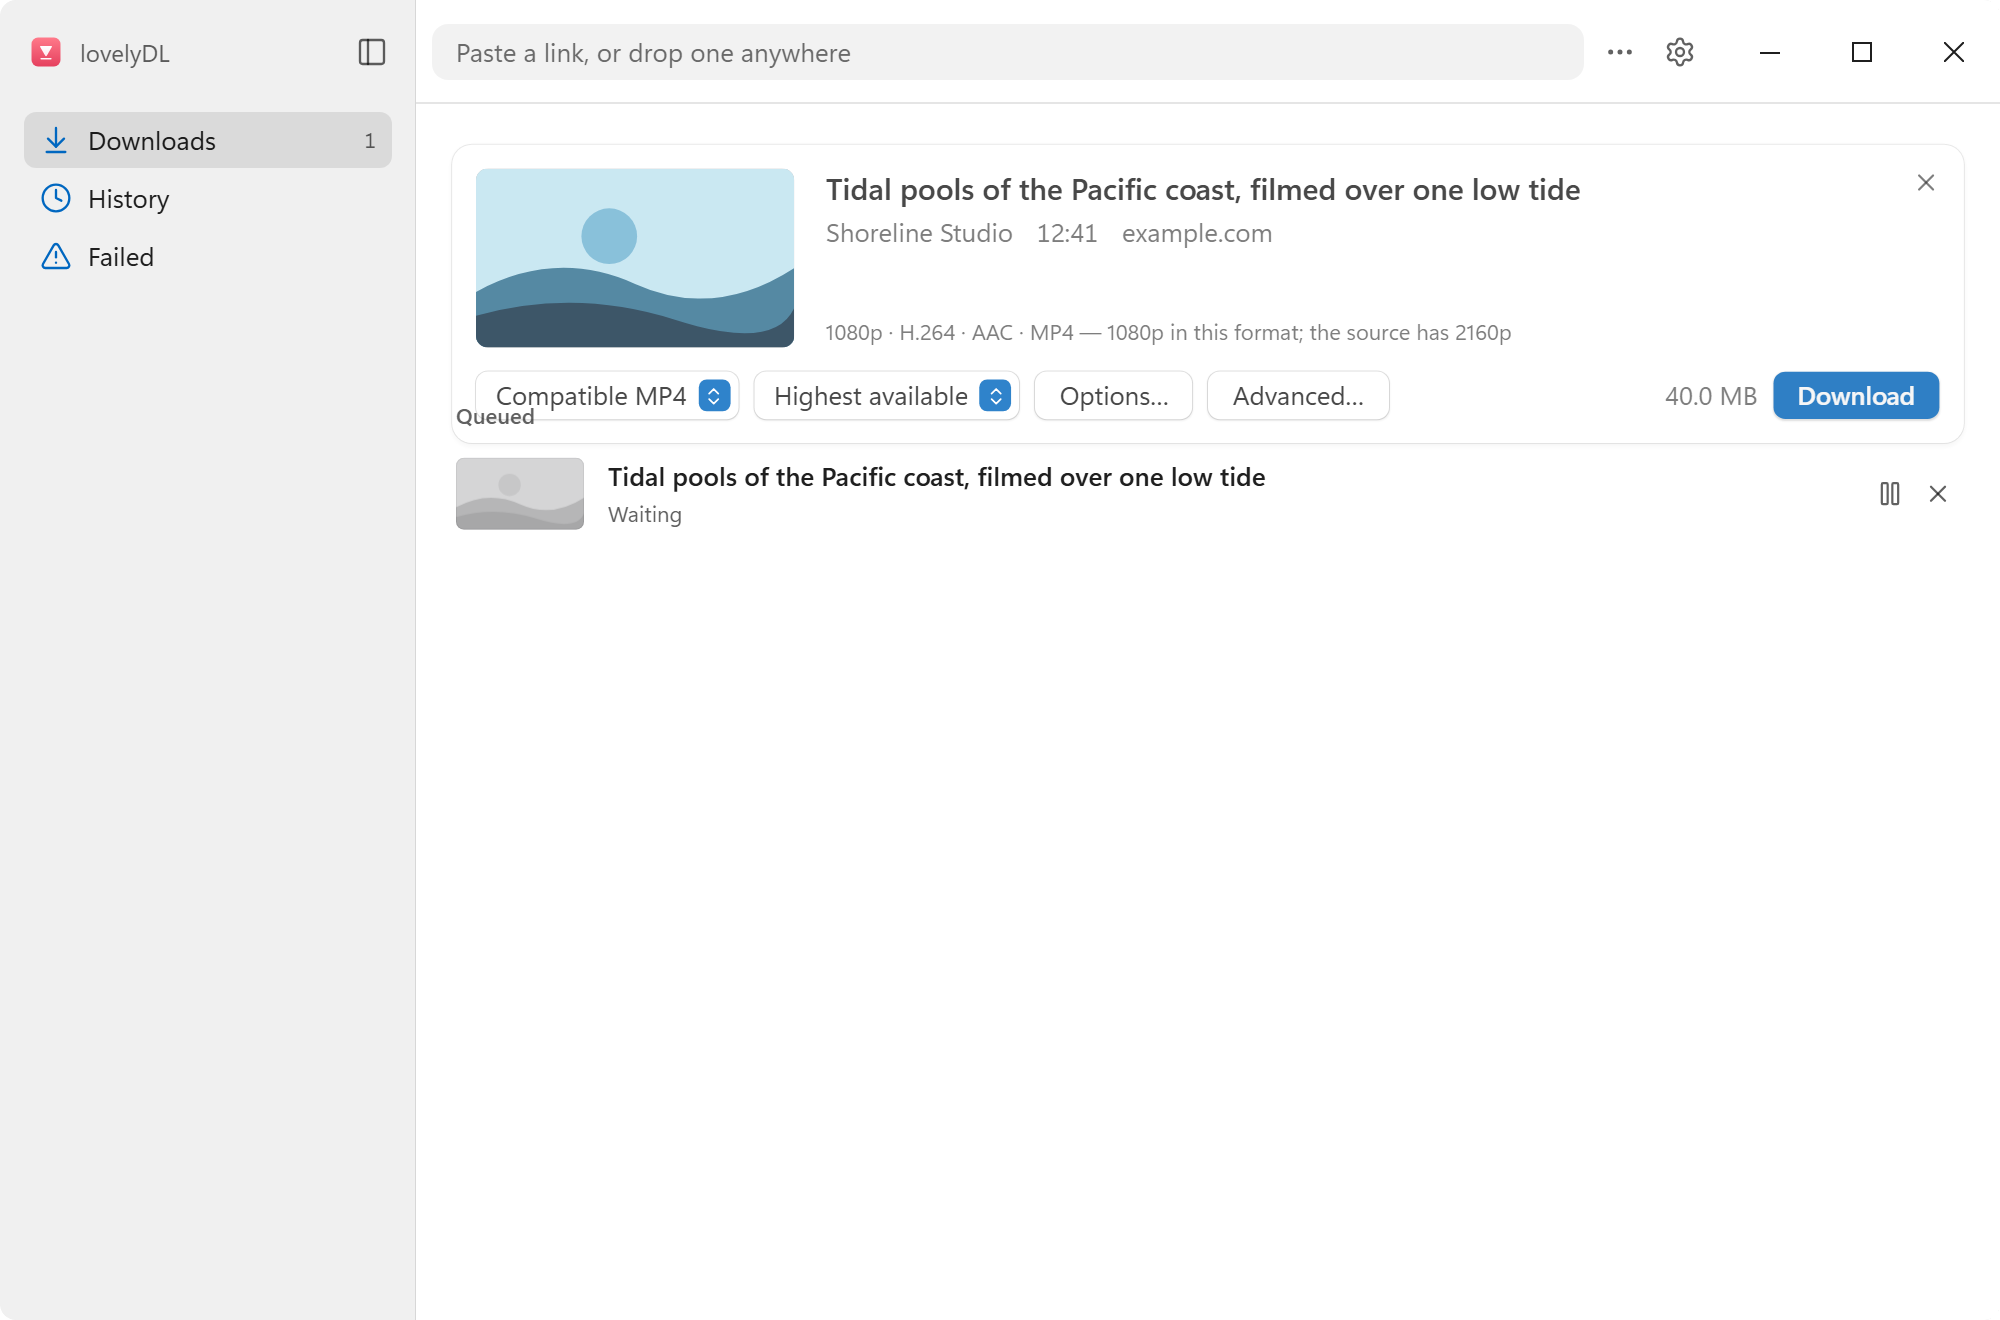 lovelyDL
Paste a link, or drop one anywhere
Downloads 1
History
Failed
Tidal pools of the Pacific coast, filmed over one low tide
Shoreline Studio 12:41 example.com
1080p · H.264 · AAC · MP4 — 1080p in this format; the source has 2160p
Compatible MP4 Highest available Options... Advanced... 40.0 MB Download
Queued
Tidal pools of the Pacific coast, filmed over one low tide
Waiting